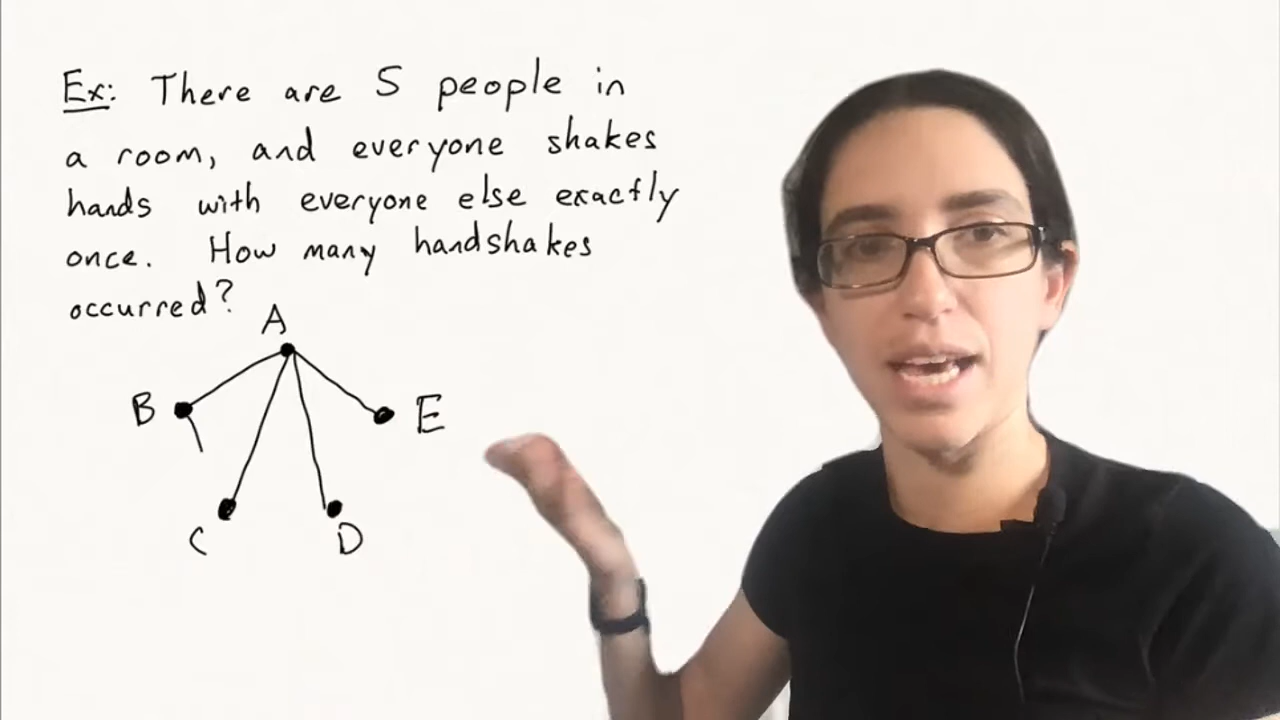 Ex: There are 5 people in
a room, and everyone shakes
hands with everyone else exactly
once. How many handshakes
occurred?
A
B
E
C
D